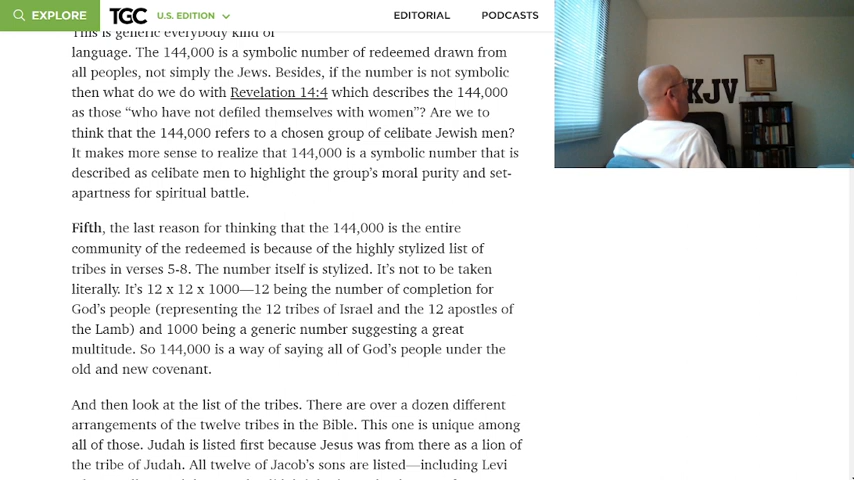 EXPLORE
TGC
U.S. EDITION
EDITORIAL
PODCASTS
This is generic everybody kind of
language. The 144,000 is a symbolic number of redeemed drawn from
all peoples, not simply the Jews. Besides, if the number is not symbolic
then what do we do with Revelation 14:4 which describes the 144,000
as those “who have not defiled themselves with women”? Are we to
think that the 144,000 refers to a chosen group of celibate Jewish men?
It makes more sense to realize that 144,000 is a symbolic number that is
described as celibate men to highlight the group’s moral purity and set-
apartness for spiritual battle.
Fifth, the last reason for thinking that the 144,000 is the entire
community of the redeemed is because of the highly stylized list of
tribes in verses 5-8. The number itself is stylized. It’s not to be taken
literally. It’s 12 x 12 x 1000—12 being the number of completion for
God’s people (representing the 12 tribes of Israel and the 12 apostles of
the Lamb) and 1000 being a generic number suggesting a great
multitude. So 144,000 is a way of saying all of God’s people under the
old and new covenant.
And then look at the list of the tribes. There are over a dozen different
arrangements of the twelve tribes in the Bible. This one is unique among
all of those. Judah is listed first because Jesus was from there as a lion of
the tribe of Judah. All twelve of Jacob’s sons are listed—including Levi
KJV